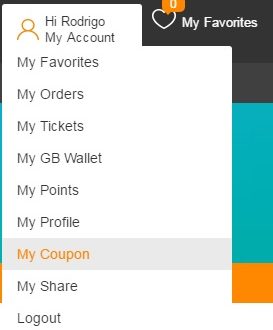 Hi Rodrigo
My Account
0
My Favorites
My Favorites
My Orders
My Tickets
My GB Wallet
My Points
My Profile
My Coupon
My Share
Logout